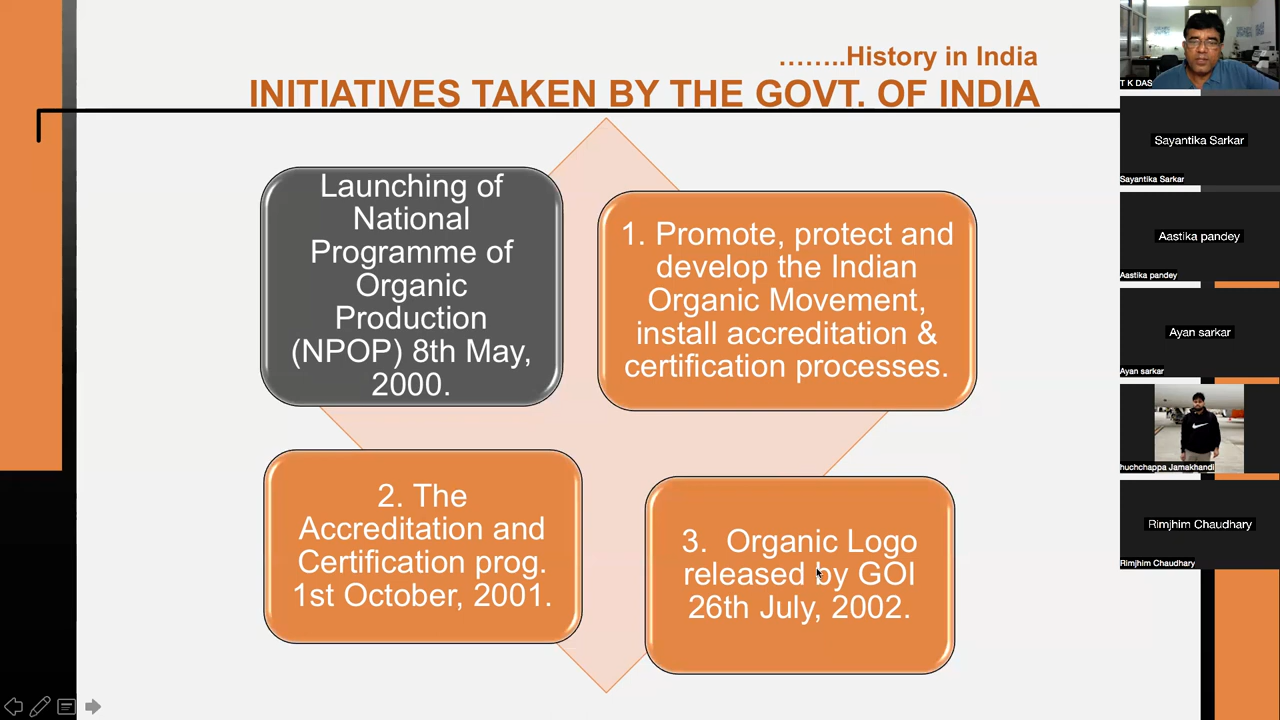 ……..History in India
INITIATIVES TAKEN BY THE GOVT. OF INDIA
Launching of
National
Programme of
Organic
Production
(NPOP) 8th May,
2000.
1. Promote, protect and
develop the Indian
Organic Movement,
install accreditation &
certification processes.
2. The
Accreditation and
Certification prog.
1st October, 2001.
3.  Organic Logo
released by GOI
26th July, 2002.
T K DAS
Sayantika Sarkar
Sayantika Sarkar
Aastika pandey
Aastika pandey
Ayan sarkar
Ayan sarkar
huchchappa Jamakhandi
Rimjhim Chaudhary
Rimjhim Chaudhary